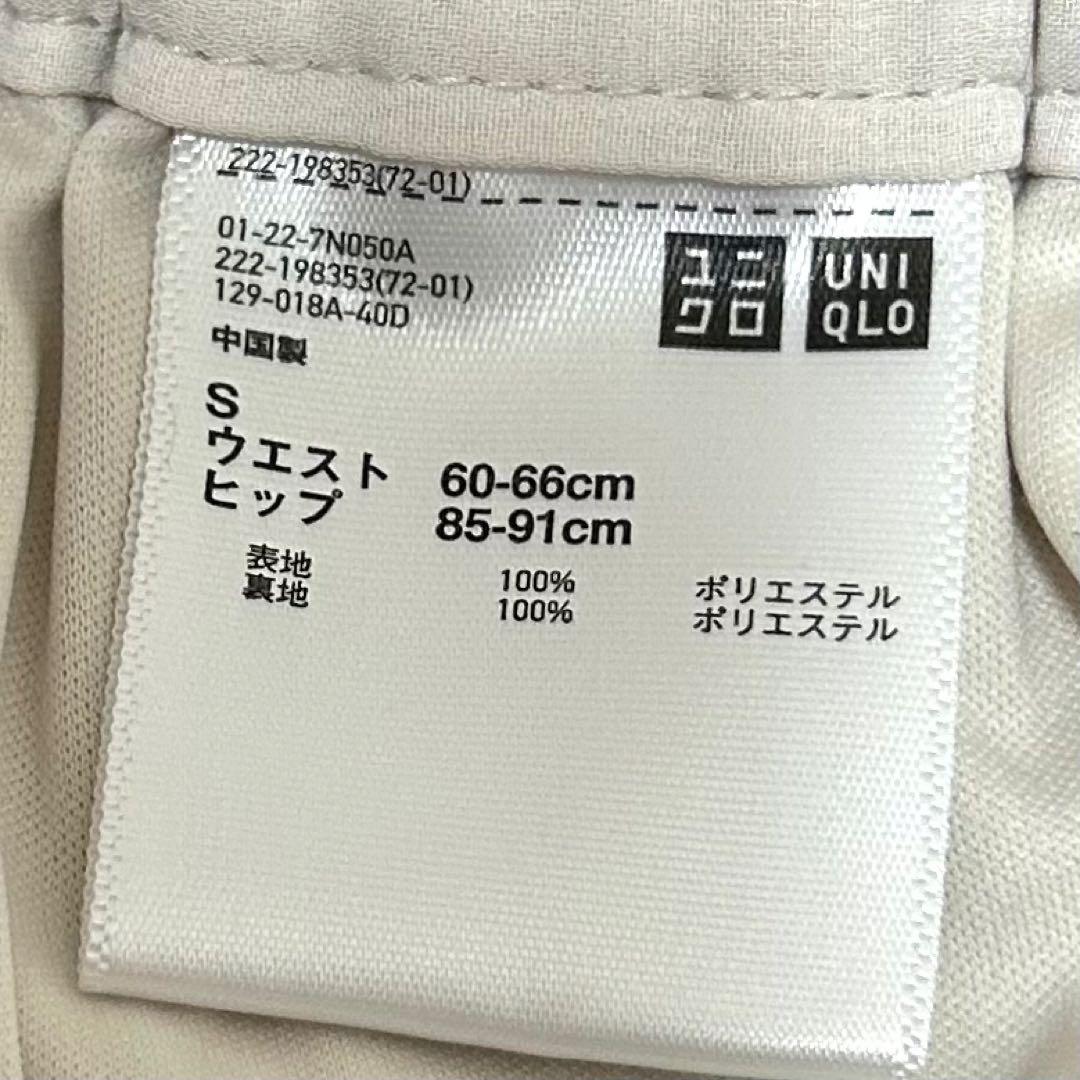 222-198353(72-01)
01-22-7N050A
222-198353(72-01)
129-018A-40D
中国製
ユニ
クロ
UNI
QLO
S
ウエスト 60-66cm
ヒップ 85-91cm
表地 100% ポリエステル
裏地 100% ポリエステル